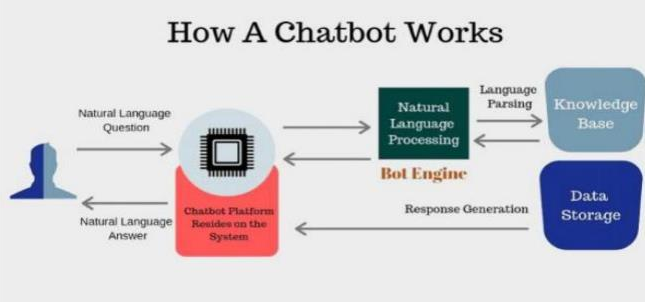 How A Chatbot Works
Natural Language
Question
Natural Language
Answer
Chatbot Platform
Resides on the
System
Natural
Language
Processing
Bot Engine
Language
Parsing
Knowledge
Base
Response Generation
Data
Storage